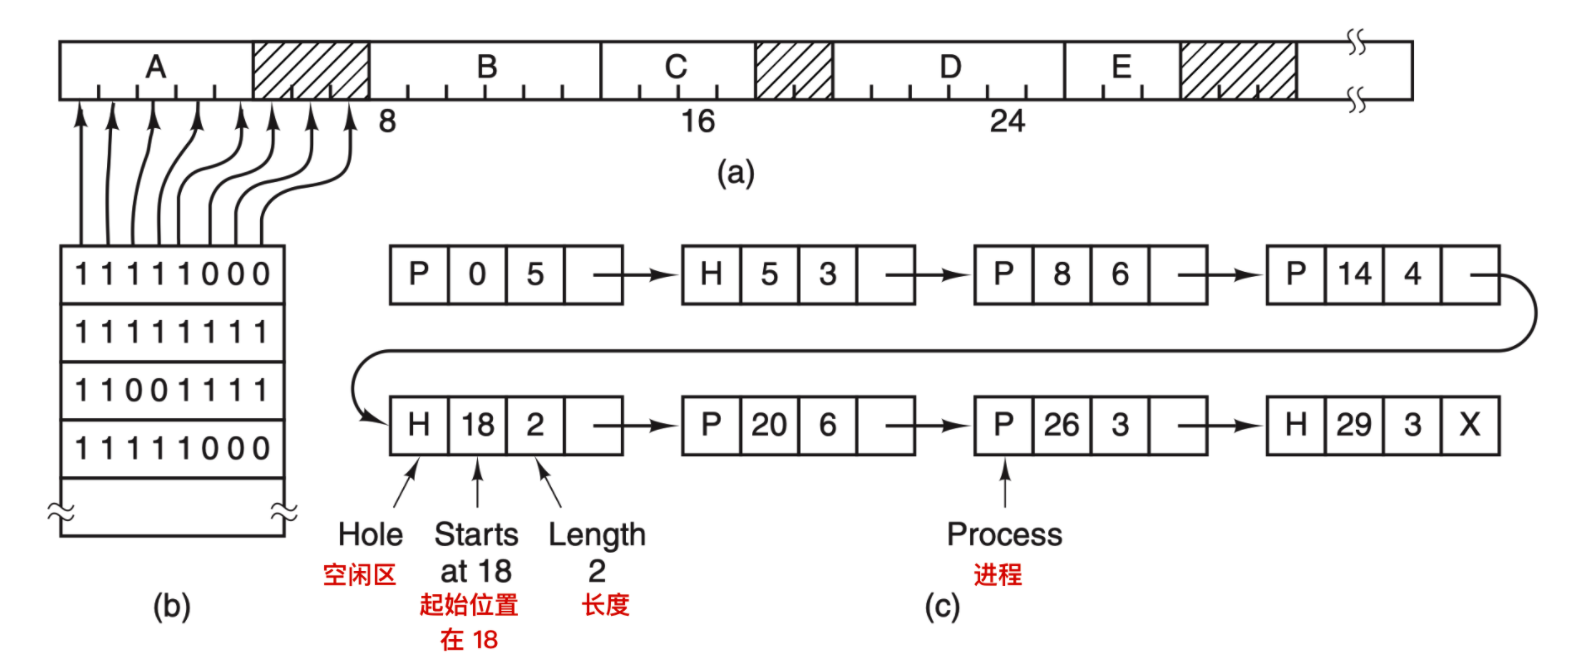 A B C D E
8 16 24
(a)
1 1 1 1 1 0 0 0
1 1 1 1 1 1 1 1
1 1 0 0 1 1 1 1
1 1 1 1 1 0 0 0
(b)
P 0 5 H 5 3 P 8 6 P 14 4
H 18 2 P 20 6 P 26 3 H 29 3 X
Hole Starts Length Process
at 18 2
空闲区 进程
起始位置 长度
在 18
(c)